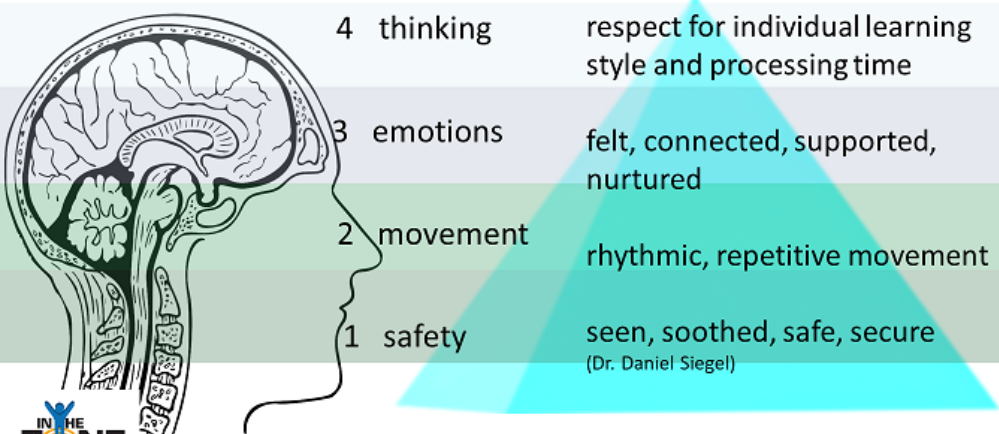 4 thinking
respect for individual learning
style and processing time
3 emotions
felt, connected, supported,
nurtured
2 movement
rhythmic, repetitive movement
1 safety
seen, soothed, safe, secure
(Dr. Daniel Siegel)
IN THE